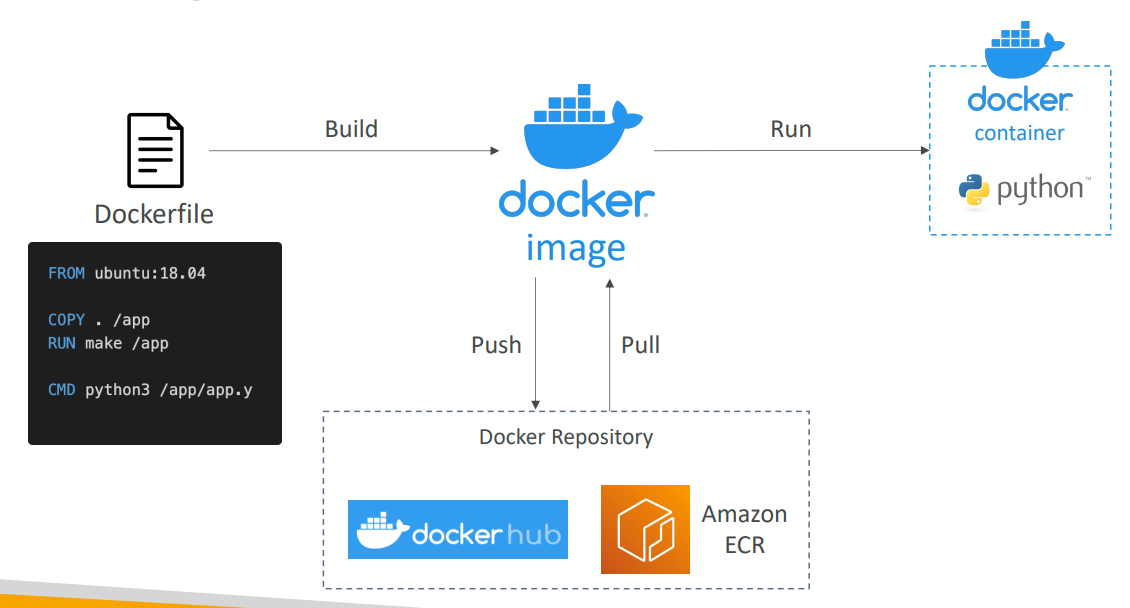 Dockerfile
FROM ubuntu:18.04
COPY . /app
RUN make /app
CMD python3 /app/app.y
Build
docker
image
Run
docker
container
python™
Push
Pull
Docker Repository
dockerhub
Amazon
ECR